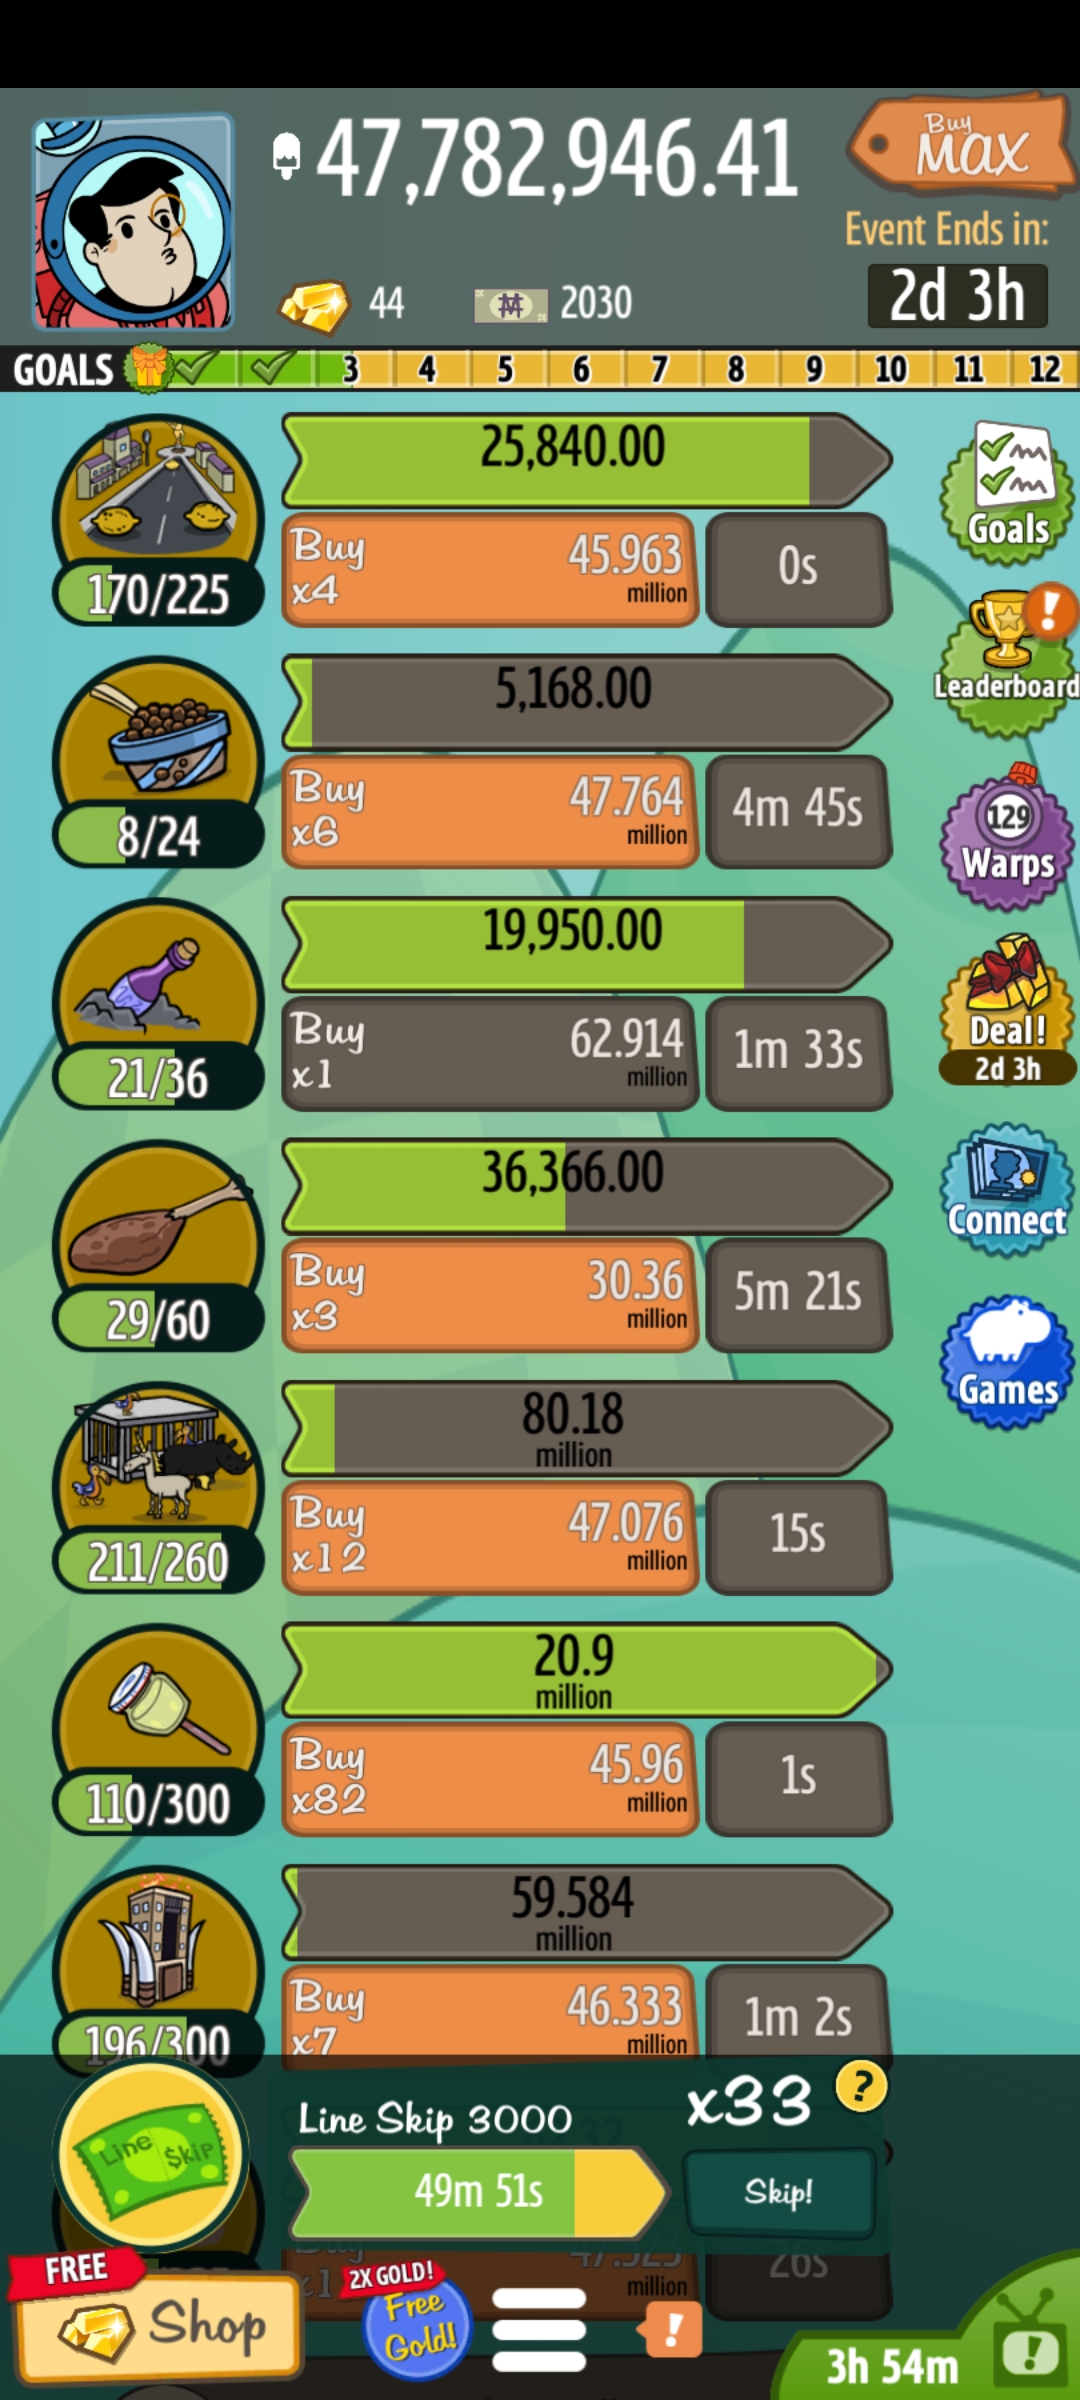 47,782,946.41
Buy
MAX
Event Ends in:
44
2030
2d 3h
GOALS
3
4
5
6
7
8
9
10
11
12
25,840.00
Buy
x4
45.963
million
0s
170/225
Goals
5,168.00
Buy
x6
47.764
million
4m 45s
8/24
Leaderboard
19,950.00
Buy
x1
62.914
million
1m 33s
21/36
129
Warps
Deal!
2d 3h
36,366.00
Buy
x3
30.36
million
5m 21s
29/60
Connect
80.18
million
Buy
x12
47.076
million
15s
211/260
Games
20.9
million
Buy
x82
45.96
million
1s
110/300
59.584
million
Buy
x7
46.333
million
1m 2s
196/300
Line Skip
Line Skip 3000
x33
?
49m 51s
Skip!
Buy
x1
47.323
million
26s
FREE
Shop
2X GOLD!
Free
Gold!
!
3h 54m
!